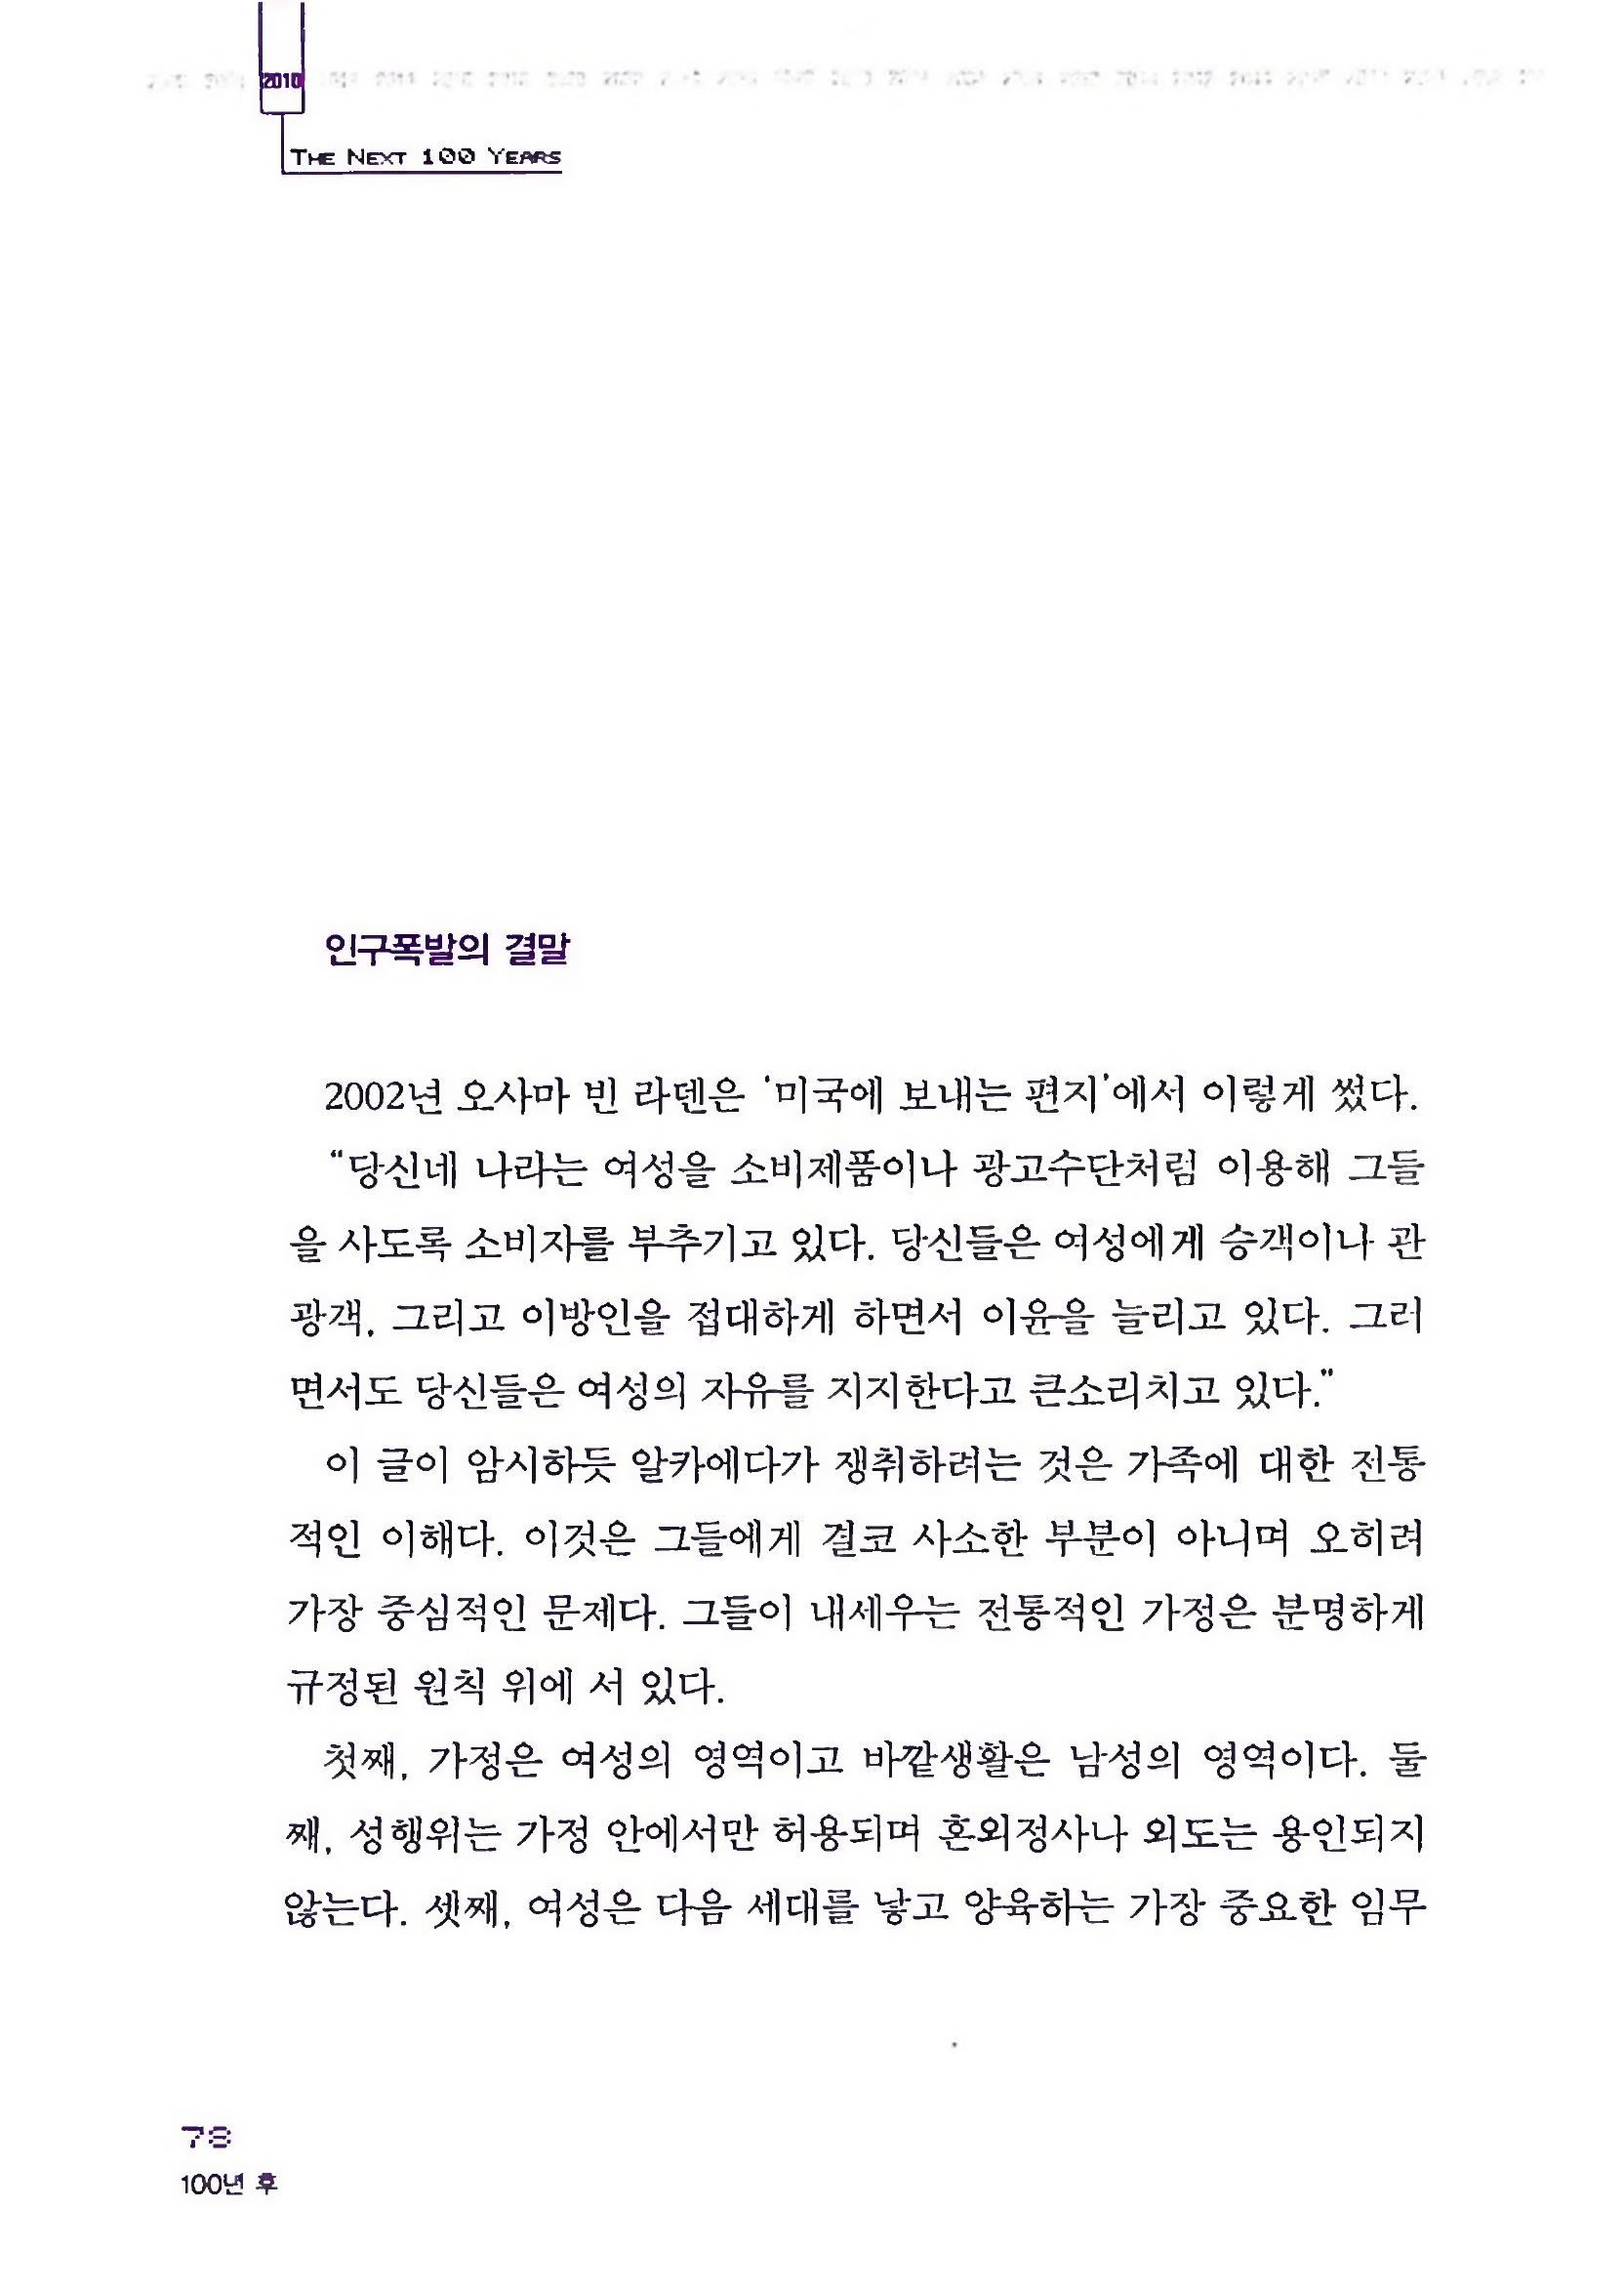 2010
THE NEXT 100 YEARS
인구폭발의 결말
2002년 오사마 빈 라덴은 '미국에 보내는 편지'에서 이렇게 썼다.
"당신네 나라는 여성을 소비제품이나 광고수단처럼 이용해 그들
을 사도록 소비자를 부추기고 있다. 당신들은 여성에게 승객이나 관
광객, 그리고 이방인을 접대하게 하면서 이윤을 늘리고 있다. 그러
면서도 당신들은 여성의 자유를 지지한다고 큰소리치고 있다."
이 글이 암시하듯 알카에다가 쟁취하려는 것은 가족에 대한 전통
적인 이해다. 이것은 그들에게 결코 사소한 부분이 아니며 오히려
가장 중심적인 문제다. 그들이 내세우는 전통적인 가정은 분명하게
규정된 원칙 위에 서 있다.
첫째, 가정은 여성의 영역이고 바깥생활은 남성의 영역이다. 둘
째, 성행위는 가정 안에서만 허용되며 혼외정사나 외도는 용인되지
않는다. 셋째, 여성은 다음 세대를 낳고 양육하는 가장 중요한 임무
78
100년 후